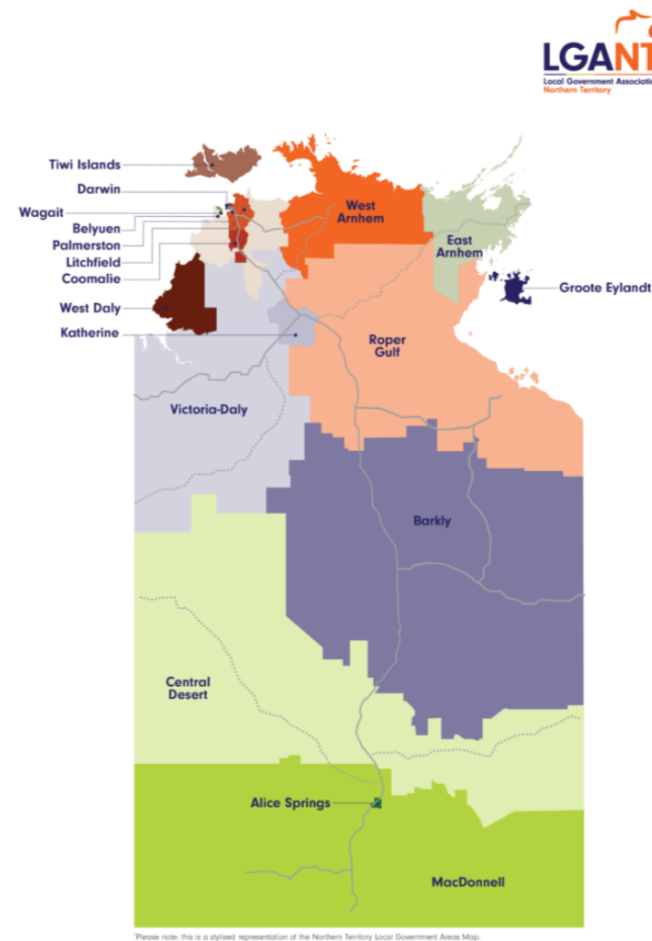 LGANT
Local Government Association
Northern Territory
Tiwi Islands
Darwin
Wagait
Belyuen
Palmerston
Litchfield
Coomalie
West Daly
Katherine
West
Arnhem
East
Arnhem
Groote Eylandt
Roper
Gulf
Victoria-Daly
Barkly
Central
Desert
Alice Springs
MacDonnell
*Please note: this is a stylised representation of the Northern Territory Local Government Areas Map.